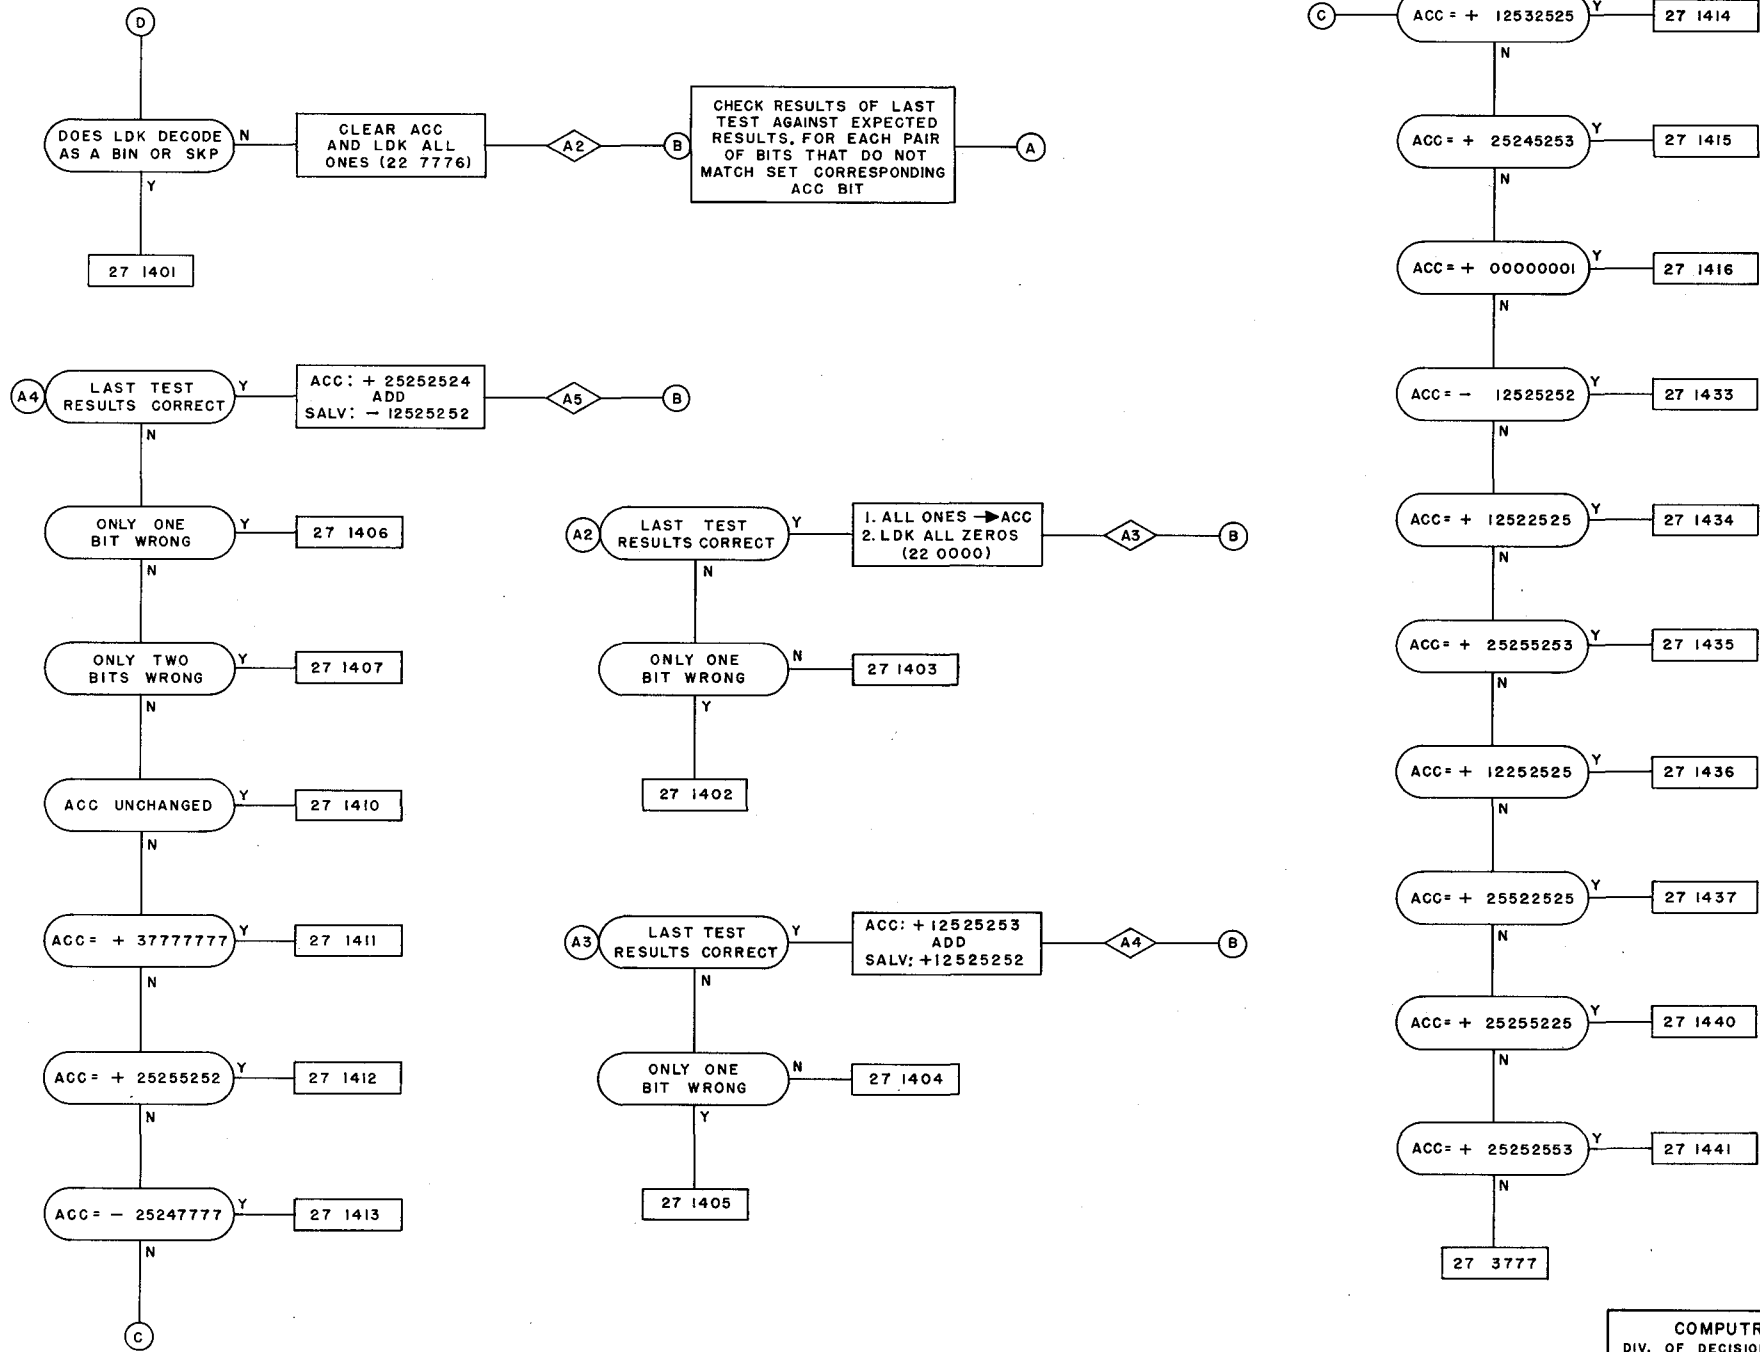 D
DOES LDK DECODE
AS A BIN OR SKP
N
Y
27 1401
CLEAR ACC
AND LDK ALL
ONES (22 7776)
A2
B
CHECK RESULTS OF LAST
TEST AGAINST EXPECTED
RESULTS. FOR EACH PAIR
OF BITS THAT DO NOT
MATCH SET CORRESPONDING
ACC BIT
A
A4
LAST TEST
RESULTS CORRECT
Y
N
ACC: + 25252524
ADD
SALV: - 12525252
A5
B
ONLY ONE
BIT WRONG
Y
N
27 1406
ONLY TWO
BITS WRONG
Y
N
27 1407
ACC UNCHANGED
Y
N
27 1410
ACC= + 37777777
Y
N
27 1411
ACC= + 25255252
Y
N
27 1412
ACC= - 25247777
Y
N
27 1413
C
A2
LAST TEST
RESULTS CORRECT
Y
N
1. ALL ONES → ACC
2. LDK ALL ZEROS
(22 0000)
A3
B
ONLY ONE
BIT WRONG
N
Y
27 1403
27 1402
A3
LAST TEST
RESULTS CORRECT
Y
N
ACC: +12525253
ADD
SALV: +12525252
A4
B
ONLY ONE
BIT WRONG
N
Y
27 1404
27 1405
C
ACC= + 12532525
Y
N
27 1414
ACC= + 25245253
Y
N
27 1415
ACC= + 00000001
Y
N
27 1416
ACC= - 12525252
Y
N
27 1433
ACC= + 12522525
Y
N
27 1434
ACC= + 25255253
Y
N
27 1435
ACC= + 12252525
Y
N
27 1436
ACC= + 25522525
Y
N
27 1437
ACC= + 25255225
Y
N
27 1440
ACC= + 25252553
Y
N
27 1441
27 3777
COMPUTR
DIV. OF DECISIO